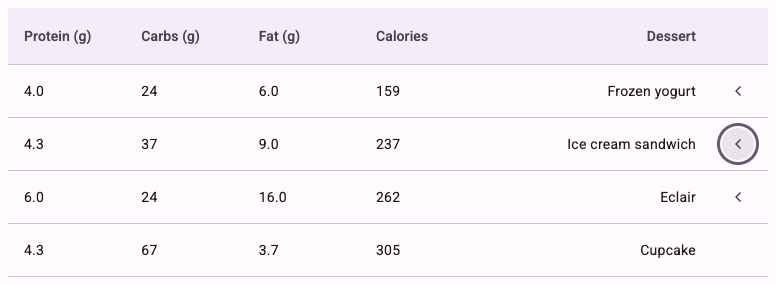 Protein (g) Carbs (g) Fat (g) Calories Dessert
4.0 24 6.0 159 Frozen yogurt
4.3 37 9.0 237 Ice cream sandwich
6.0 24 16.0 262 Eclair
4.3 67 3.7 305 Cupcake